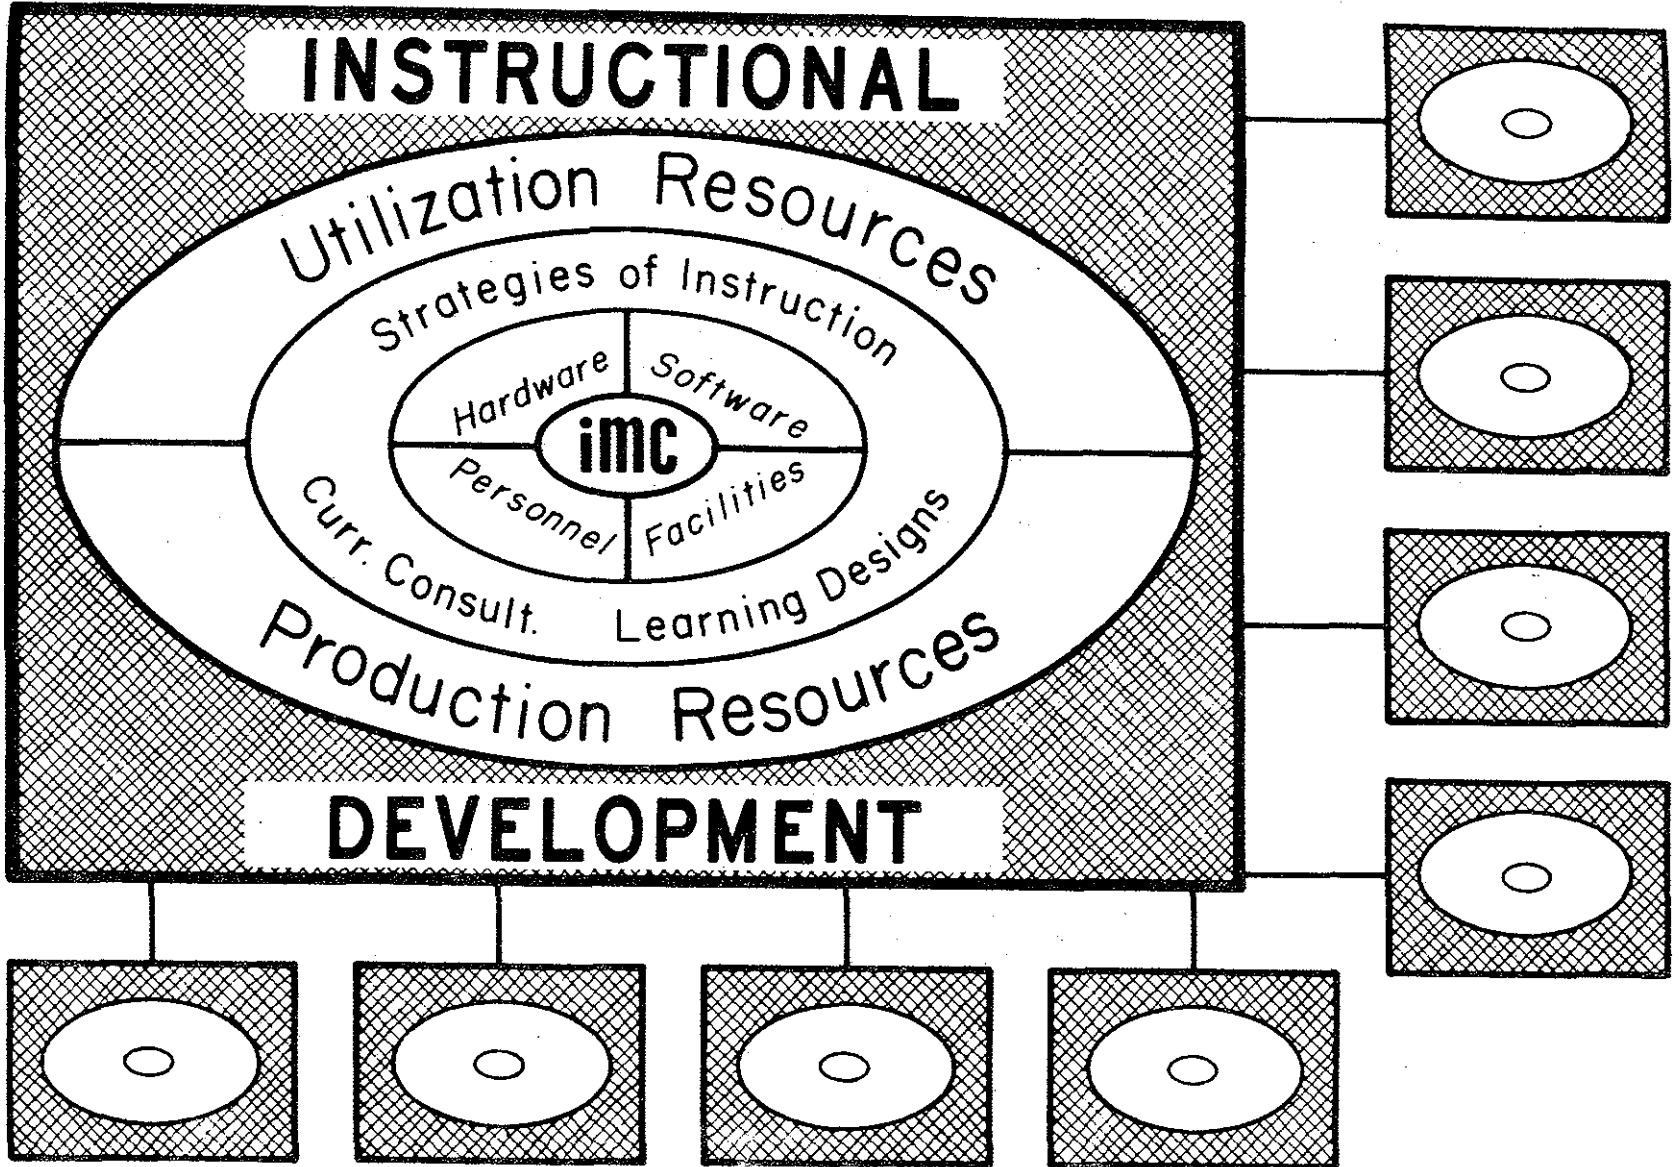 INSTRUCTIONAL
Utilization Resources
Strategies of Instruction
Hardware
Software
imc
Personnel
Facilities
Curr. Consult.
Learning Designs
Production Resources
DEVELOPMENT